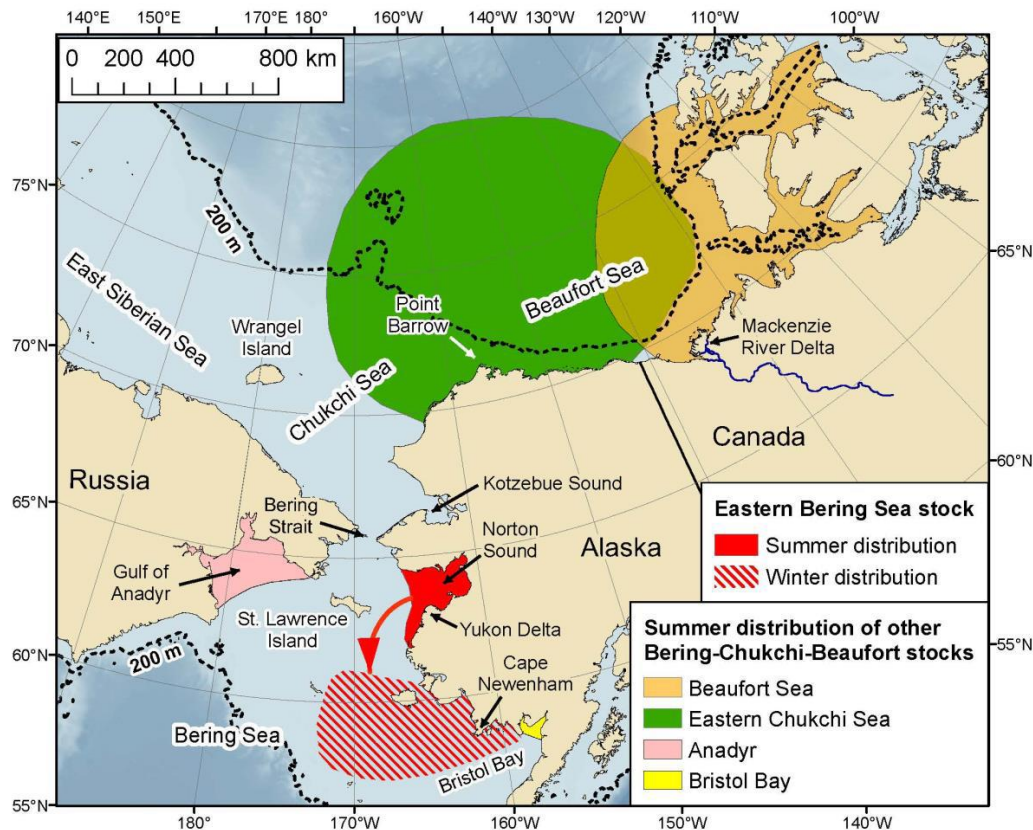 140°E 150°E 160°E 170°E 180° 170°W 160°W 150°W 140°W 130°W 120°W 110°W 100°W
0 200 400 800 km
75°N
200 m
65°N
East Siberian Sea
Wrangel
Island
Point
Barrow
Beaufort Sea
Mackenzie
River Delta
70°N
Chukchi Sea
Canada
Russia
60°N
Kotzebue Sound
65°N
Bering
Strait
Norton
Sound
Alaska
Gulf of
Anadyr
St. Lawrence
Island
Yukon Delta
55°N
200 m
60°N
Cape
Newenham
Bering Sea
Bristol Bay
55°N
Eastern Bering Sea stock
Summer distribution
Winter distribution
Summer distribution of other
Bering-Chukchi-Beaufort stocks
Beaufort Sea
Eastern Chukchi Sea
Anadyr
Bristol Bay
180° 170°W 160°W 150°W 140°W